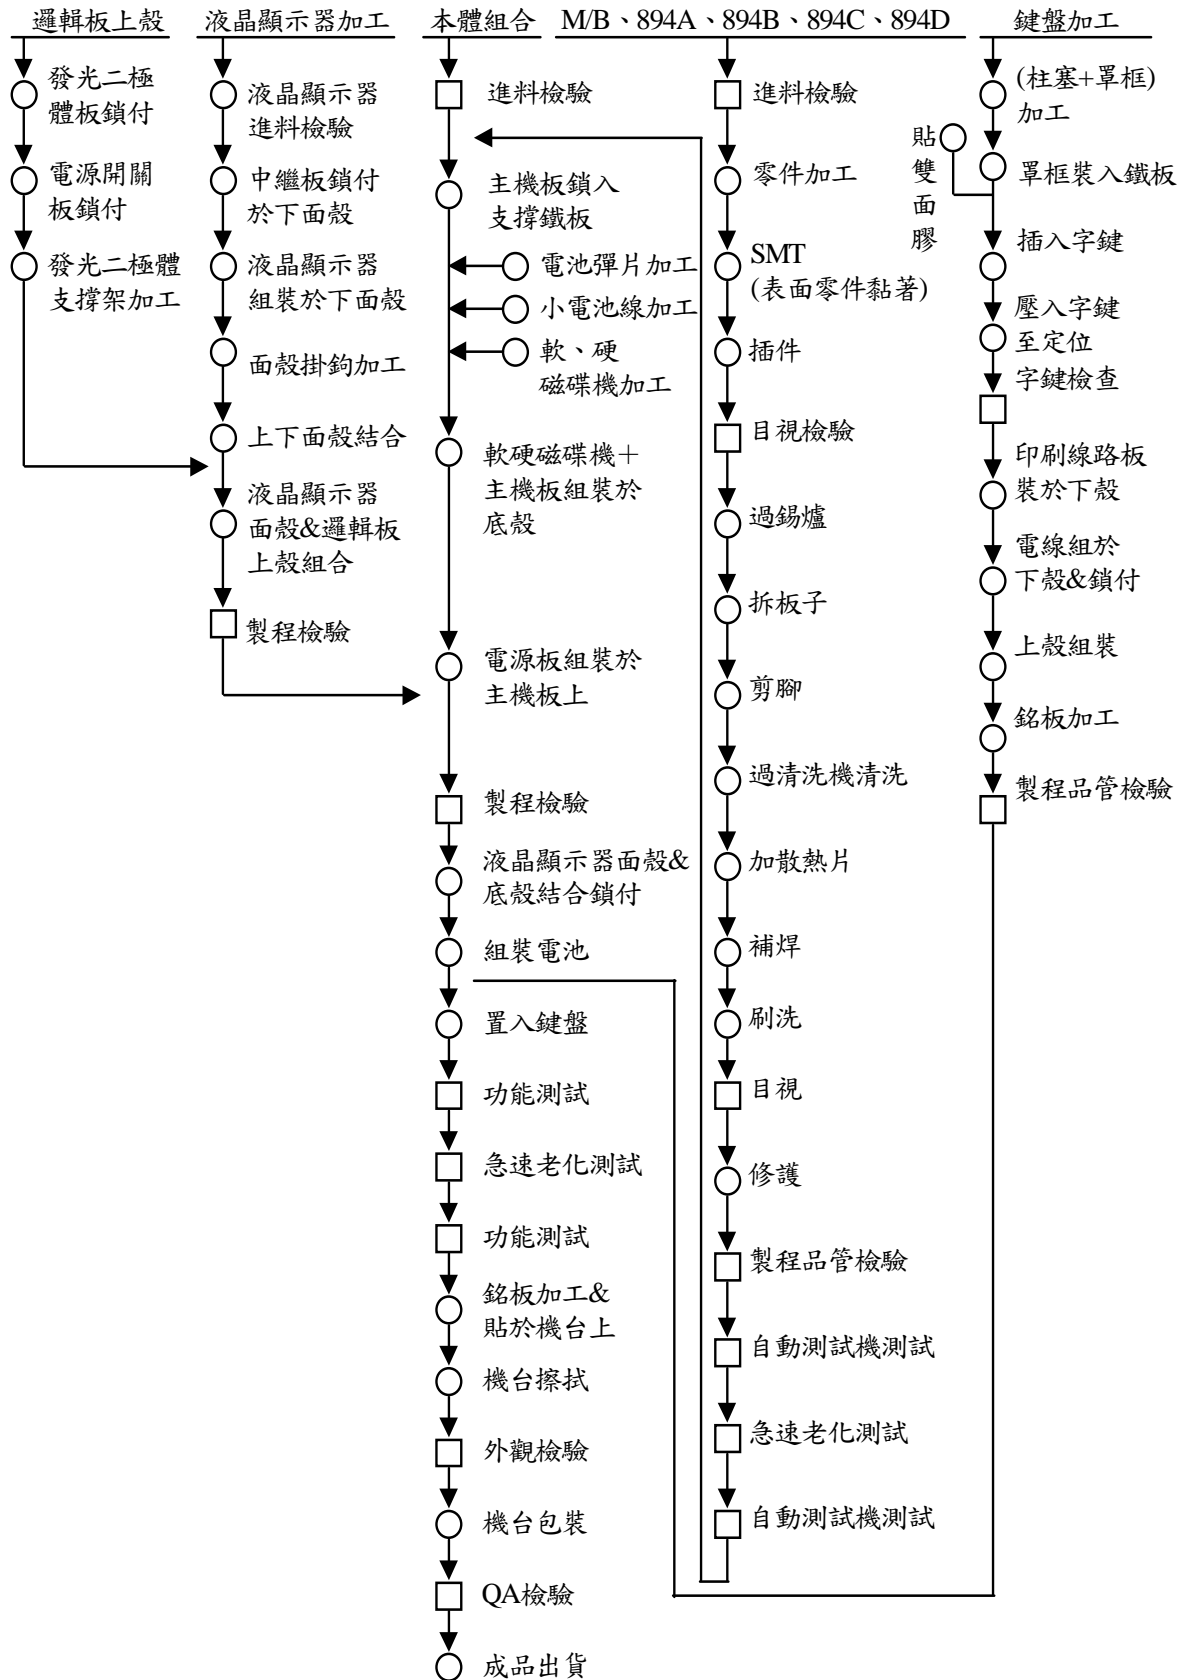 邏輯板上殼
發光二極
體板鎖付
電源開關
板鎖付
發光二極體
支撐架加工
液晶顯示器加工
液晶顯示器
進料檢驗
中繼板鎖付
於下面殼
液晶顯示器
組裝於下面殼
面殼掛鉤加工
上下面殼結合
液晶顯示器
面殼&邏輯板
上殼組合
製程檢驗
本體組合
進料檢驗
主機板鎖入
支撐鐵板
電池彈片加工
小電池線加工
軟、硬
磁碟機加工
軟硬磁碟機＋
主機板組裝於
底殼
電源板組裝於
主機板上
製程檢驗
液晶顯示器面殼&
底殼結合鎖付
組裝電池
置入鍵盤
功能測試
急速老化測試
功能測試
銘板加工&
貼於機台上
機台擦拭
外觀檢驗
機台包裝
QA檢驗
成品出貨
M/B、894A、894B、894C、894D
進料檢驗
零件加工
SMT
(表面零件黏著)
插件
目視檢驗
過錫爐
拆板子
剪腳
過清洗機清洗
加散熱片
補焊
刷洗
目視
修護
製程品管檢驗
自動測試機測試
急速老化測試
自動測試機測試
鍵盤加工
(柱塞+罩框)
加工
貼雙面膠
罩框裝入鐵板
插入字鍵
壓入字鍵
至定位
字鍵檢查
印刷線路板
裝於下殼
電線組於
下殼&鎖付
上殼組裝
銘板加工
製程品管檢驗